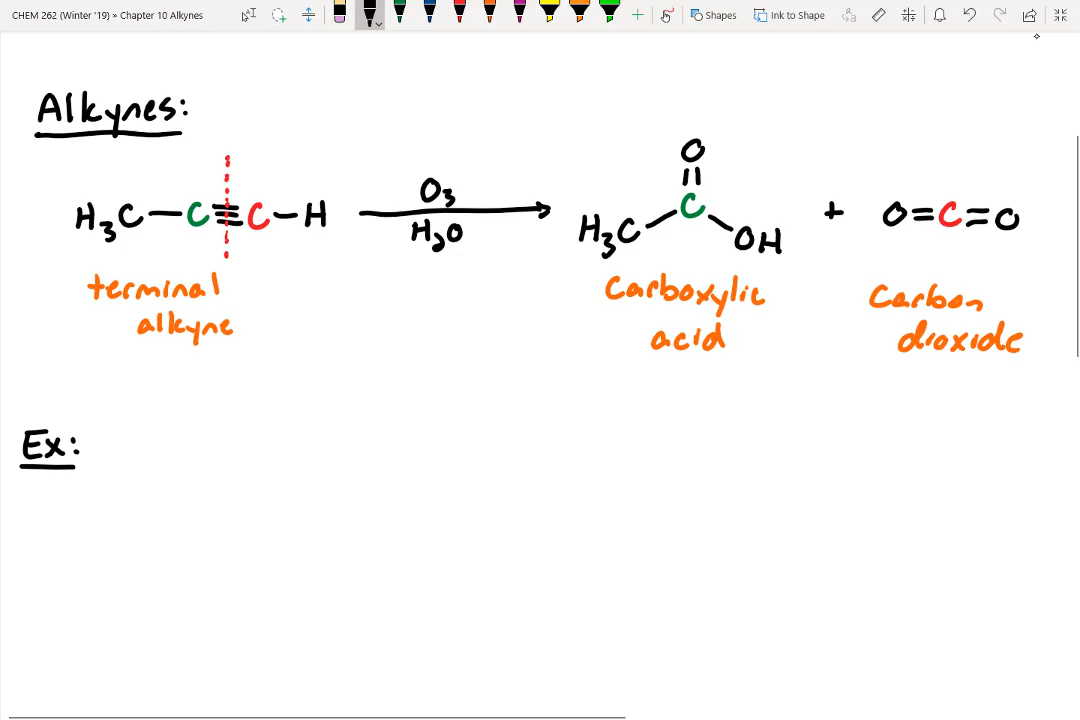 CHEM 262 (Winter '19) » Chapter 10 Alkynes
Shapes
Ink to Shape
Alkynes:
H₃C—C≡C—H
O₃
H₂O
O
H₃C
C
OH
+
O=C=O
terminal
alkyne
Carboxylic
acid
Carbon
dioxide
Ex: